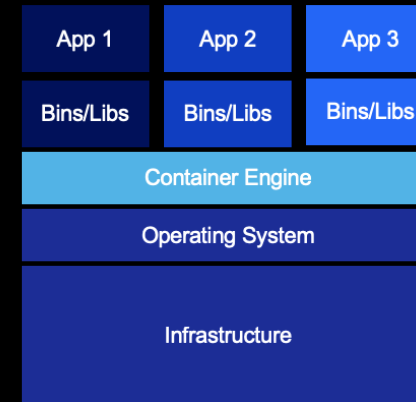 App 1 App 2 App 3
Bins/Libs Bins/Libs Bins/Libs
Container Engine
Operating System
Infrastructure